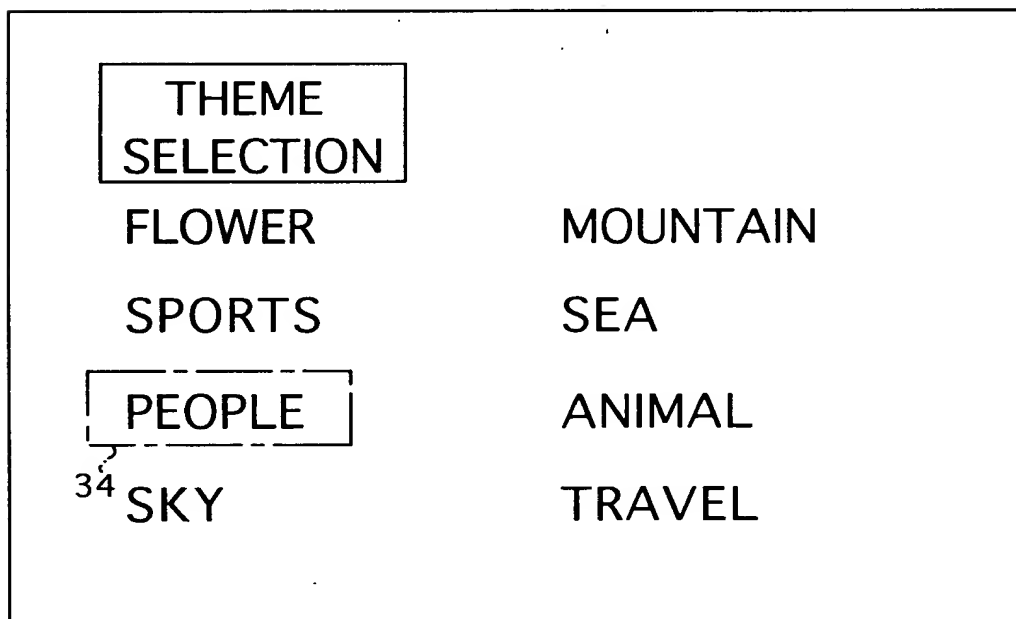 THEME
SELECTION
FLOWER MOUNTAIN
SPORTS SEA
PEOPLE ANIMAL
34
SKY TRAVEL